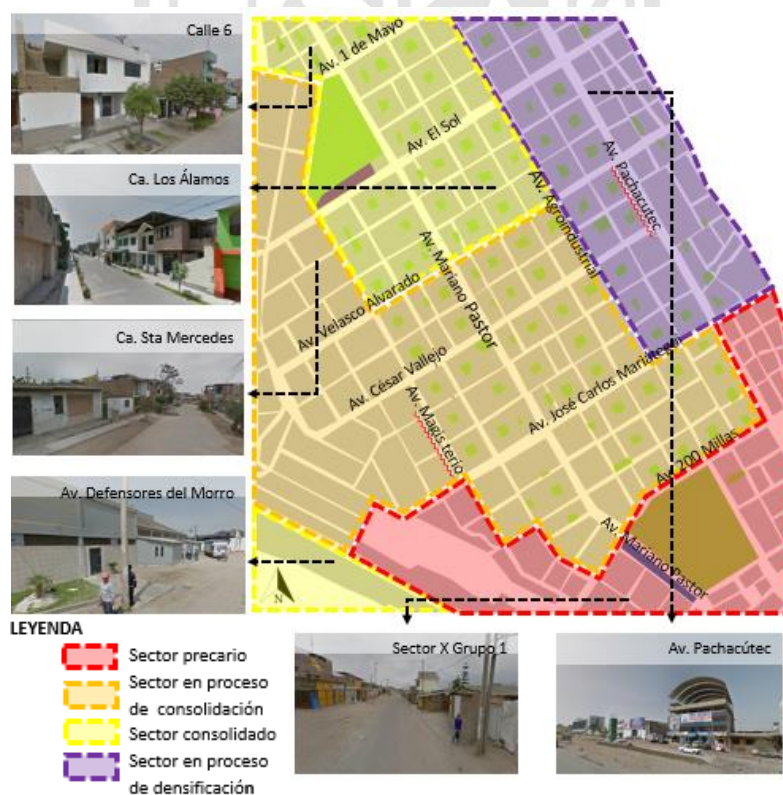 Calle 6
Ca. Los Álamos
Ca. Sta Mercedes
Av. Defensores del Morro
Av. 1 de Mayo
Av. El Sol
Av. Pachacutec
Av. Agroindustrial
Av. Mariano Pastor
Av. Velasco Alvarado
Av. César Vallejo
Av. José Carlos Mariategui
Av. Magis terio
Av. 200 Millas
Av. Mariano Pastor
N
LEYENDA
Sector precario
Sector en proceso
de consolidación
Sector consolidado
Sector en proceso
de densificación
Sector X Grupo 1
Av. Pachacútec